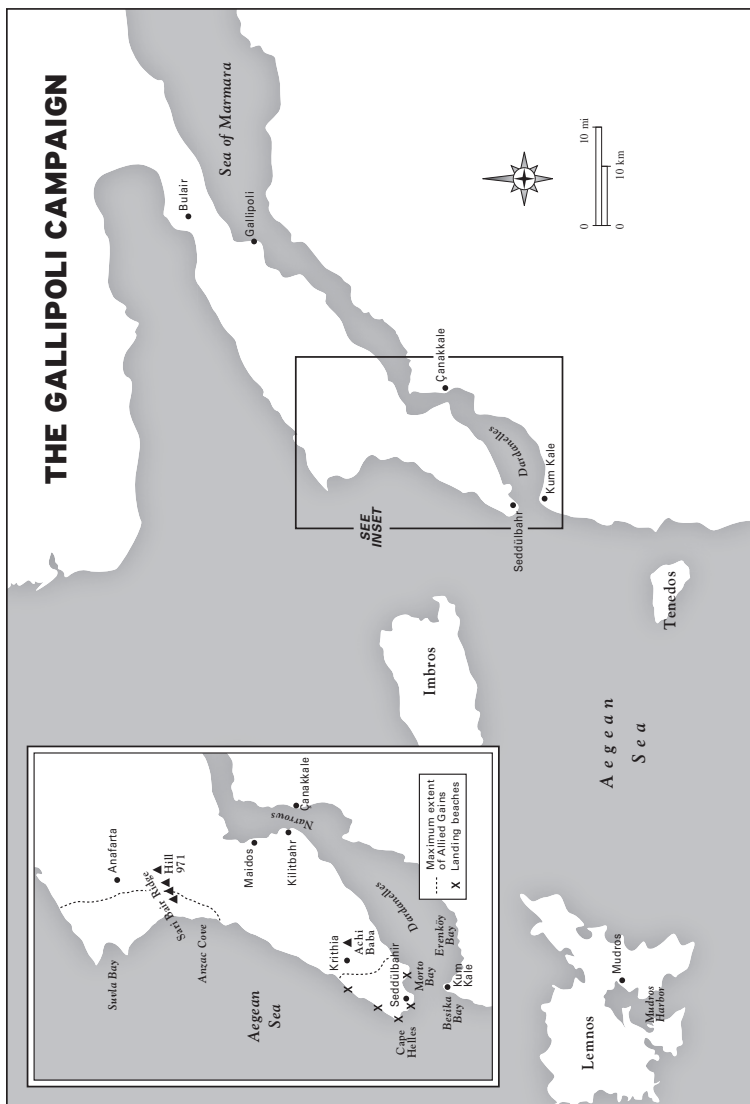 THE GALLIPOLI CAMPAIGN
Anafarta
Suvla Bay
Sari Bair Ridge
Hill
971
Anzac Cove
Maidos
Kilitbahr
Narrows
Çanakkale
Aegean
Sea
Krithia
Achi
Baba
Dardanelles
Seddülbahir
Morto
Bay
Erenköy
Bay
Cape
Helles
Kum
Kale
Besika
Bay
Maximum extent
of Allied Gains
X Landing beaches
Bulair
Sea of Marmara
Gallipoli
SEE
INSET
Çanakkale
Dardanelles
Seddülbahr
Kum Kale
Imbros
Tenedos
Aegean
Sea
Lemnos
Mudros
Mudros
Harbor
0 10 mi
0 10 km